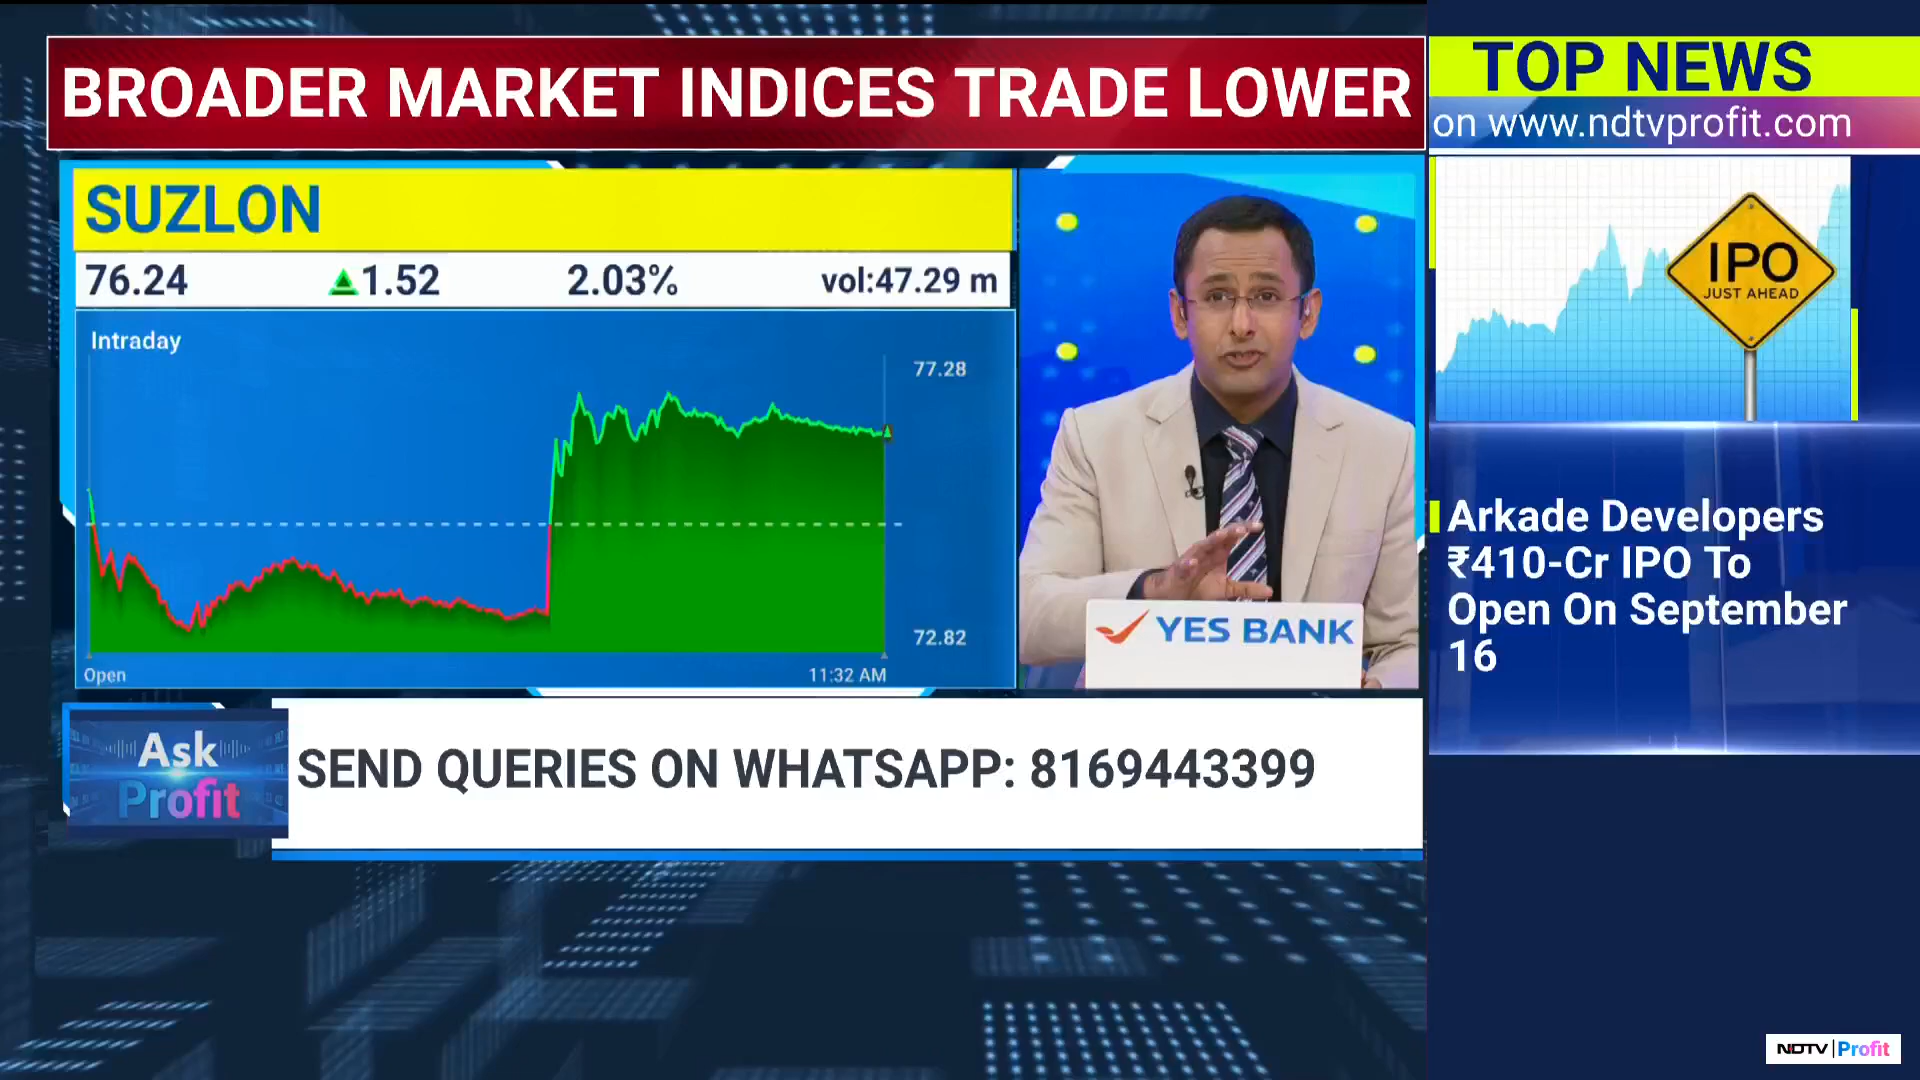 BROADER MARKET INDICES TRADE LOWER
SUZLON
76.24 1.52 2.03% vol:47.29 m
Intraday
77.28
72.82
Open 11:32 AM
YES BANK
Ask
Profit
SEND QUERIES ON WHATSAPP: 8169443399
TOP NEWS
on www.ndtvprofit.com
IPO
JUST AHEAD
Arkade Developers
₹410-Cr IPO To
Open On September
16
NDTV Profit